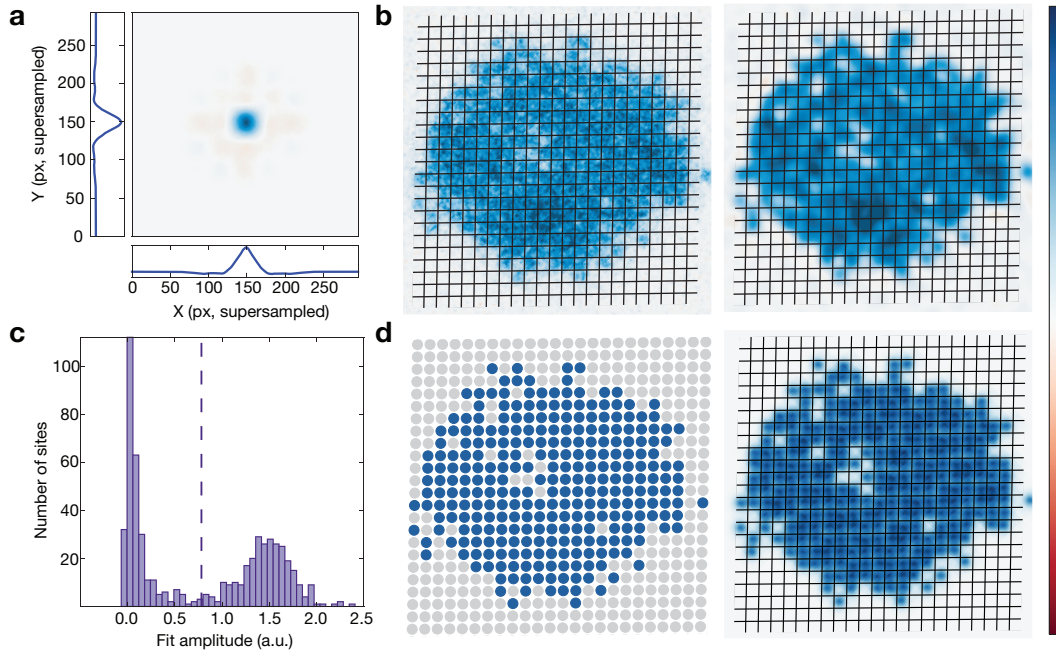 a
250
200
150
100
50
0
Y (px, supersampled)
0 50 100 150 200 250
X (px, supersampled)
b
c
100
80
60
40
20
Number of sites
0.0 0.5 1.0 1.5 2.0 2.5
Fit amplitude (a.u.)
d